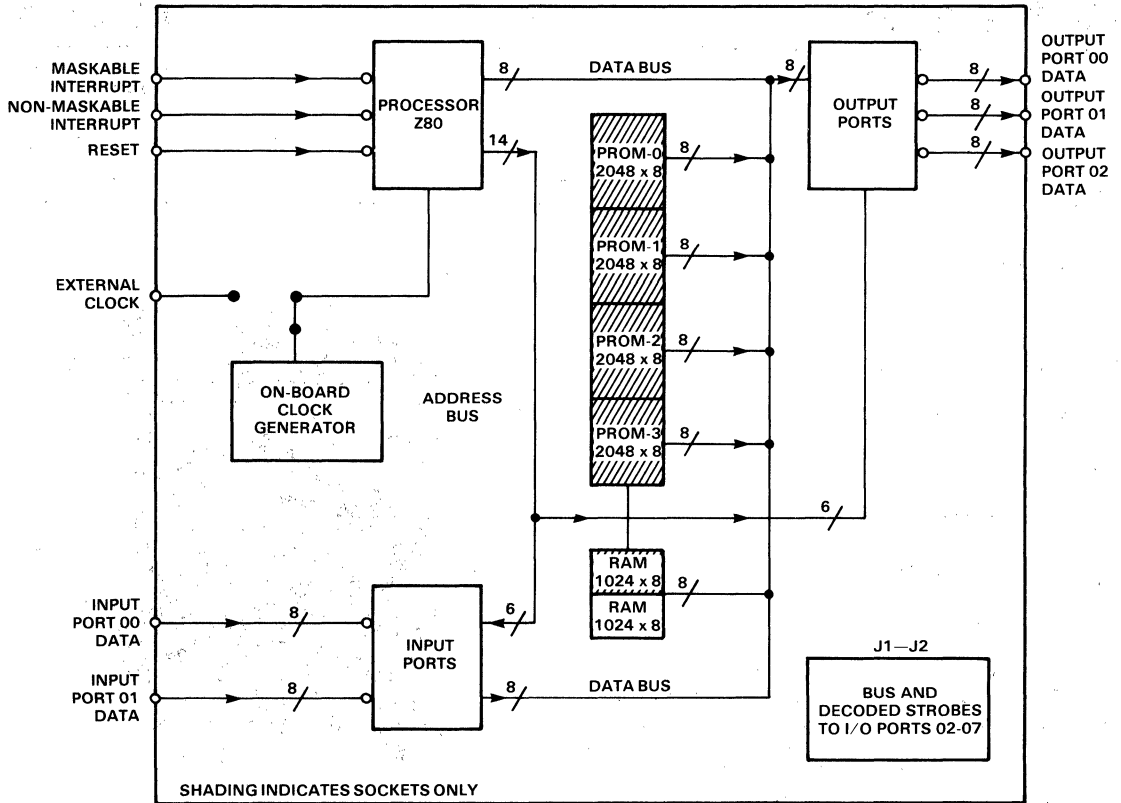 MASKABLE
INTERRUPT
NON-MASKABLE
INTERRUPT
RESET
PROCESSOR
Z80
8
DATA BUS
8
14
OUTPUT
PORTS
8
8
8
OUTPUT
PORT 00
DATA
OUTPUT
PORT 01
DATA
OUTPUT
PORT 02
DATA
PROM-0
2048 x 8
8
PROM-1
2048 x 8
8
PROM-2
2048 x 8
8
PROM-3
2048 x 8
8
EXTERNAL
CLOCK
ON-BOARD
CLOCK
GENERATOR
ADDRESS
BUS
6
RAM
1024 x 8
RAM
1024 x 8
8
INPUT
PORT 00
DATA
8
INPUT
PORT 01
DATA
8
INPUT
PORTS
6
8
DATA BUS
J1—J2
BUS AND
DECODED STROBES
TO I/O PORTS 02-07
SHADING INDICATES SOCKETS ONLY